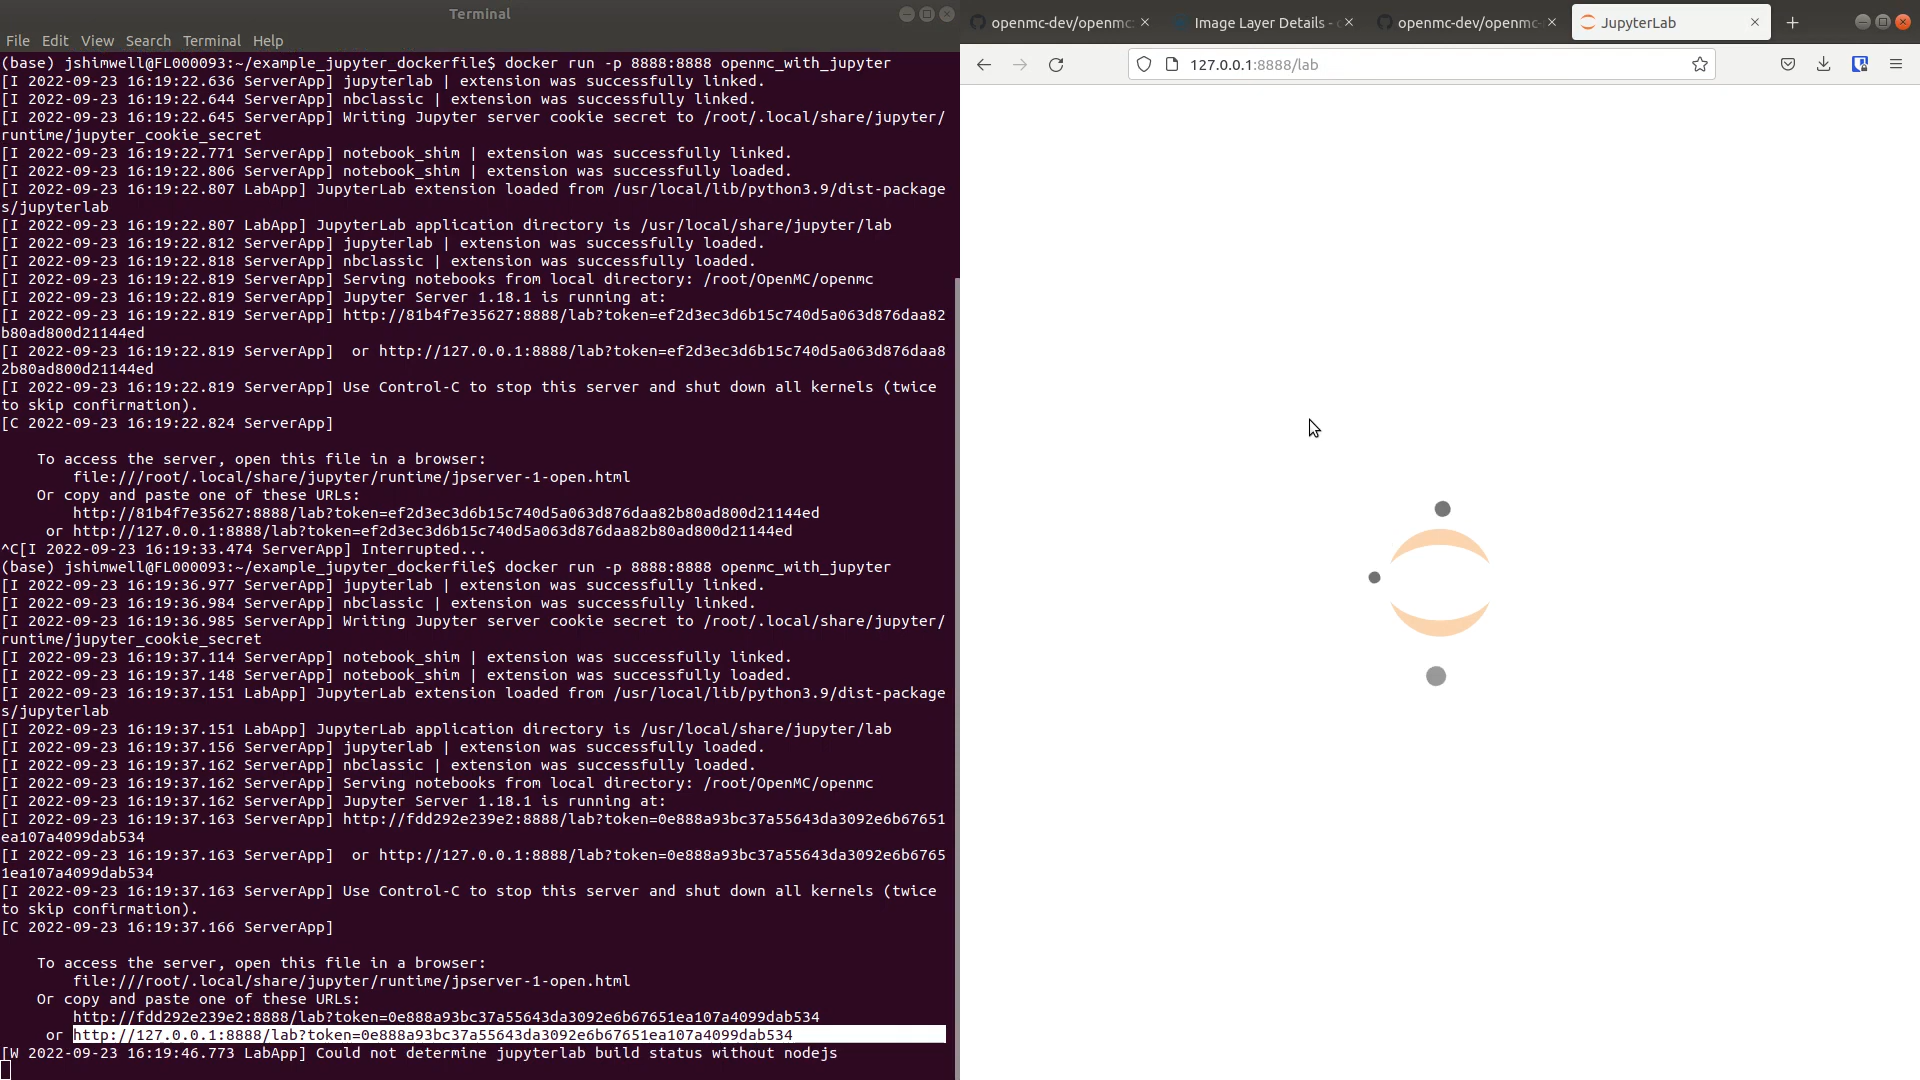 Terminal
File Edit View Search Terminal Help
(base) jshimwell@FL000093:~/example_jupyter_dockerfile$ docker run -p 8888:8888 openmc_with_jupyter
[I 2022-09-23 16:19:22.636 ServerApp] jupyterlab | extension was successfully linked.
[I 2022-09-23 16:19:22.644 ServerApp] nbclassic | extension was successfully linked.
[I 2022-09-23 16:19:22.645 ServerApp] Writing Jupyter server cookie secret to /root/.local/share/jupyter/
runtime/jupyter_cookie_secret
[I 2022-09-23 16:19:22.771 ServerApp] notebook_shim | extension was successfully linked.
[I 2022-09-23 16:19:22.806 ServerApp] notebook_shim | extension was successfully loaded.
[I 2022-09-23 16:19:22.807 LabApp] JupyterLab extension loaded from /usr/local/lib/python3.9/dist-package
s/jupyterlab
[I 2022-09-23 16:19:22.807 LabApp] JupyterLab application directory is /usr/local/share/jupyter/lab
[I 2022-09-23 16:19:22.812 ServerApp] jupyterlab | extension was successfully loaded.
[I 2022-09-23 16:19:22.818 ServerApp] nbclassic | extension was successfully loaded.
[I 2022-09-23 16:19:22.819 ServerApp] Serving notebooks from local directory: /root/OpenMC/openmc
[I 2022-09-23 16:19:22.819 ServerApp] Jupyter Server 1.18.1 is running at:
[I 2022-09-23 16:19:22.819 ServerApp] http://81b4f7e35627:8888/lab?token=ef2d3ec3d6b15c740d5a063d876daa82
b80ad800d21144ed
[I 2022-09-23 16:19:22.819 ServerApp]  or http://127.0.0.1:8888/lab?token=ef2d3ec3d6b15c740d5a063d876daa8
2b80ad800d21144ed
[I 2022-09-23 16:19:22.819 ServerApp] Use Control-C to stop this server and shut down all kernels (twice
to skip confirmation).
[C 2022-09-23 16:19:22.824 ServerApp]
To access the server, open this file in a browser:
file:///root/.local/share/jupyter/runtime/jpserver-1-open.html
Or copy and paste one of these URLs:
http://81b4f7e35627:8888/lab?token=ef2d3ec3d6b15c740d5a063d876daa82b80ad800d21144ed
or http://127.0.0.1:8888/lab?token=ef2d3ec3d6b15c740d5a063d876daa82b80ad800d21144ed
^C[I 2022-09-23 16:19:33.474 ServerApp] Interrupted...
(base) jshimwell@FL000093:~/example_jupyter_dockerfile$ docker run -p 8888:8888 openmc_with_jupyter
[I 2022-09-23 16:19:36.977 ServerApp] jupyterlab | extension was successfully linked.
[I 2022-09-23 16:19:36.984 ServerApp] nbclassic | extension was successfully linked.
[I 2022-09-23 16:19:36.985 ServerApp] Writing Jupyter server cookie secret to /root/.local/share/jupyter/
runtime/jupyter_cookie_secret
[I 2022-09-23 16:19:37.114 ServerApp] notebook_shim | extension was successfully linked.
[I 2022-09-23 16:19:37.148 ServerApp] notebook_shim | extension was successfully loaded.
[I 2022-09-23 16:19:37.151 LabApp] JupyterLab extension loaded from /usr/local/lib/python3.9/dist-package
s/jupyterlab
[I 2022-09-23 16:19:37.151 LabApp] JupyterLab application directory is /usr/local/share/jupyter/lab
[I 2022-09-23 16:19:37.156 ServerApp] jupyterlab | extension was successfully loaded.
[I 2022-09-23 16:19:37.162 ServerApp] nbclassic | extension was successfully loaded.
[I 2022-09-23 16:19:37.162 ServerApp] Serving notebooks from local directory: /root/OpenMC/openmc
[I 2022-09-23 16:19:37.162 ServerApp] Jupyter Server 1.18.1 is running at:
[I 2022-09-23 16:19:37.163 ServerApp] http://fdd292e239e2:8888/lab?token=0e888a93bc37a55643da3092e6b67651
ea107a4099dab534
[I 2022-09-23 16:19:37.163 ServerApp]  or http://127.0.0.1:8888/lab?token=0e888a93bc37a55643da3092e6b6765
1ea107a4099dab534
[I 2022-09-23 16:19:37.163 ServerApp] Use Control-C to stop this server and shut down all kernels (twice
to skip confirmation).
[C 2022-09-23 16:19:37.166 ServerApp]
To access the server, open this file in a browser:
file:///root/.local/share/jupyter/runtime/jpserver-1-open.html
Or copy and paste one of these URLs:
http://fdd292e239e2:8888/lab?token=0e888a93bc37a55643da3092e6b67651ea107a4099dab534
or http://127.0.0.1:8888/lab?token=0e888a93bc37a55643da3092e6b67651ea107a4099dab534
[W 2022-09-23 16:19:46.773 LabApp] Could not determine jupyterlab build status without nodejs
openmc-dev/openmc: Image Layer Details - openmc-dev/openmc- JupyterLab
127.0.0.1:8888/lab